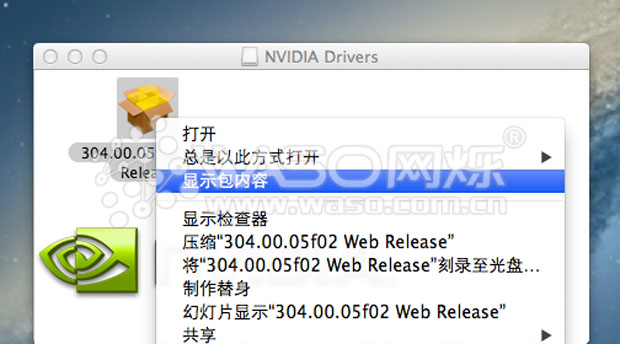 NVIDIA Drivers
304.00.05
Relea
打开
总是以此方式打开
显示包内容
WASO网烁®
www.waso.com.cn
显示检查器
压缩“304.00.05f02 Web Release”
将“304.00.05f02 Web Release”刻录至光盘...
制作替身
幻灯片显示“304.00.05f02 Web Release”
共享